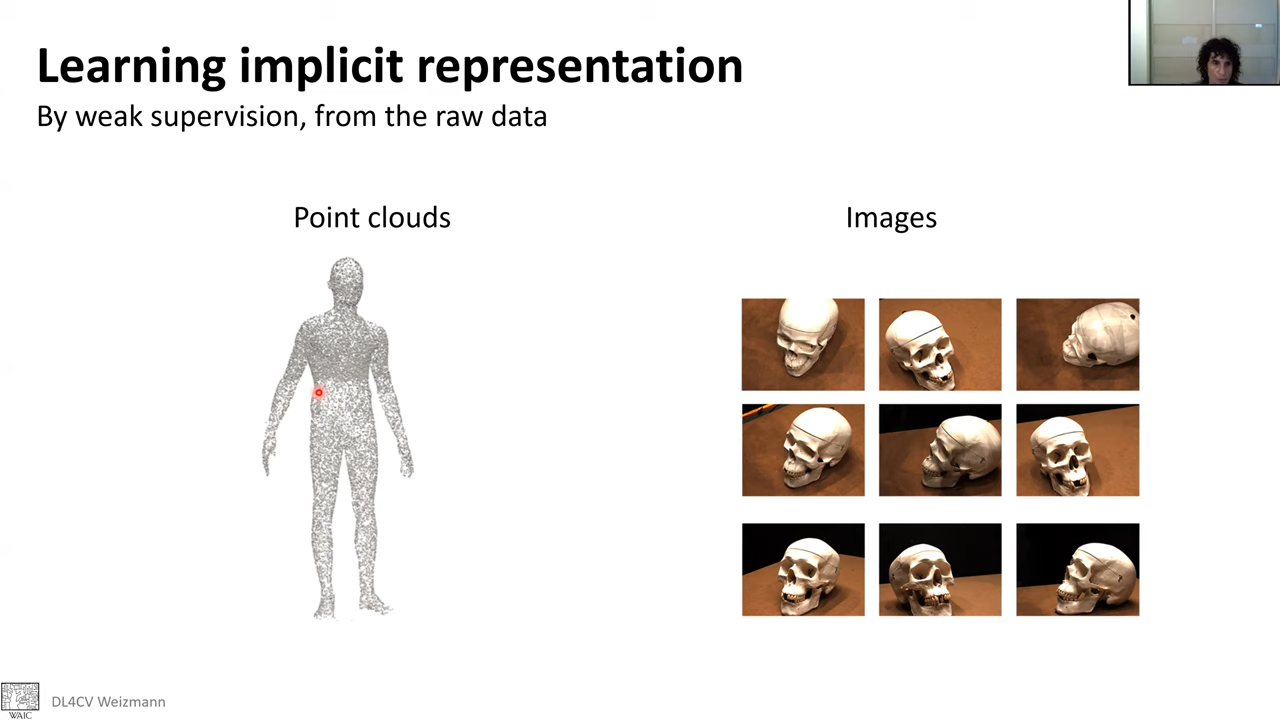 Learning implicit representation
By weak supervision, from the raw data
Point clouds
Images
DL4CV Weizmann
WAIC